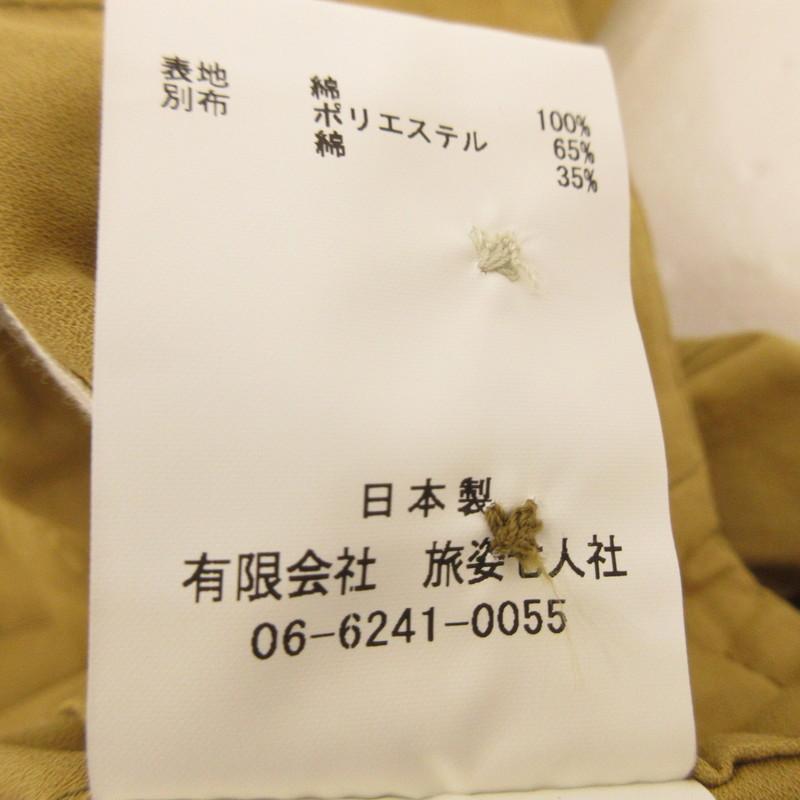 表地 綿 100%
別布 ポリエステル 65%
綿 35%
日本製
有限会社 旅姿七人社
06-6241-0055